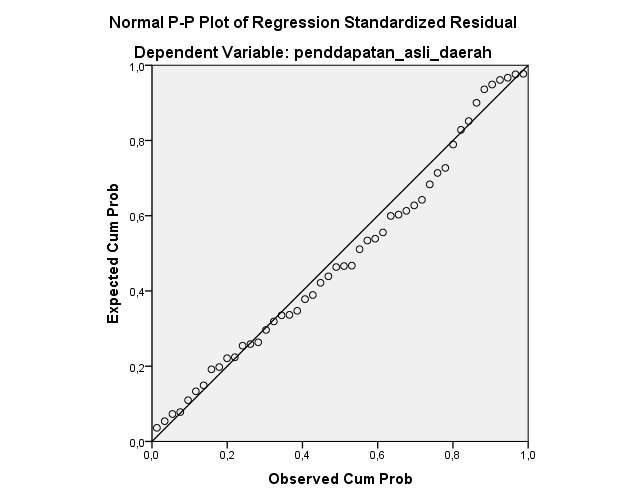 Normal P-P Plot of Regression Standardized Residual
Dependent Variable: penddapatan_asli_daerah
1,0
0,8
0,6
0,4
0,2
0,0
Expected Cum Prob
0,0 0,2 0,4 0,6 0,8 1,0
Observed Cum Prob